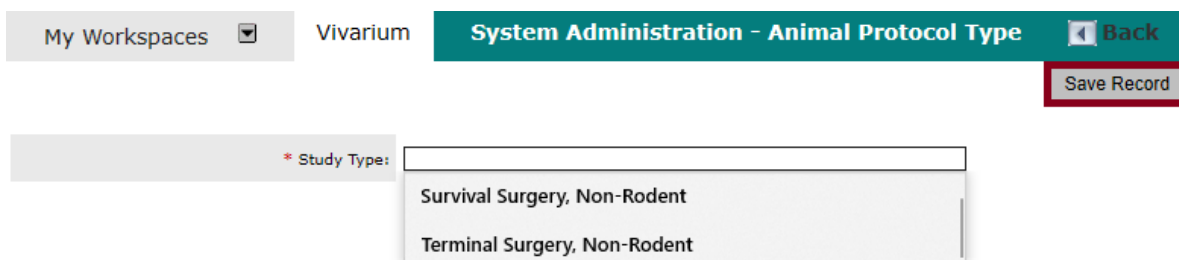 My Workspaces Vivarium System Administration - Animal Protocol Type Back
Save Record
* Study Type:
Survival Surgery, Non-Rodent
Terminal Surgery, Non-Rodent